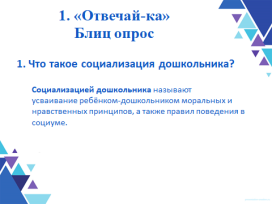 1. «Отвечай-ка»
Блиц опрос
1. Что такое социализация дошкольника?
Социализацией дошкольника называют
усваивание ребёнком-дошкольником моральных и
нравственных принципов, а также правил поведения в
социуме.